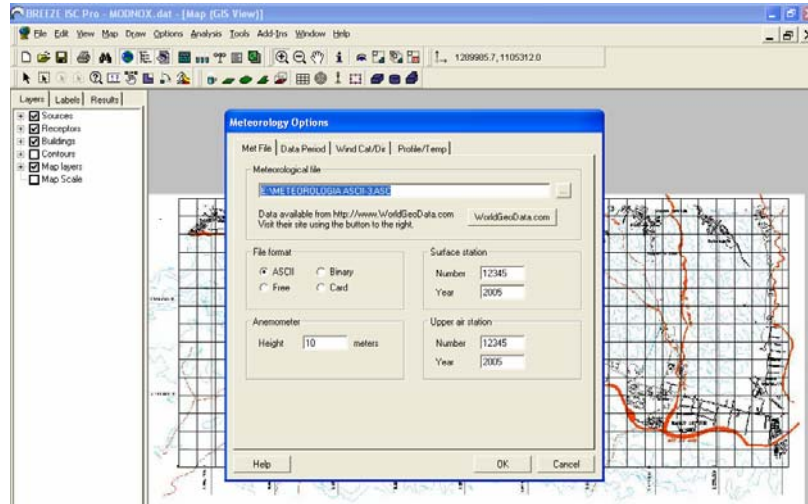 BREEZE ISC Pro - MODNOX.dat - [Map (GIS View)]
File Edit View Map Draw Options Analysis Tools Add-Ins Window Help
1289985.7, 1105312.0
Layers Labels Results
Sources
Receptors
Buildings
Contours
Map layers
Map Scale
Meteorology Options
Met File Data Period Wind Cat/Dir Profile/Temp
Meteorological file
E:\METEOROLOGIA ASCII-3.ASC
...
Data available from http://www.WorldGeoData.com
Visit their site using the button to the right.
WorldGeoData.com
File format
ASCII Binary
Free Card
Surface station
Number 12345
Year 2005
Anemometer
Height 10 meters
Upper air station
Number 12345
Year 2005
Help OK Cancel